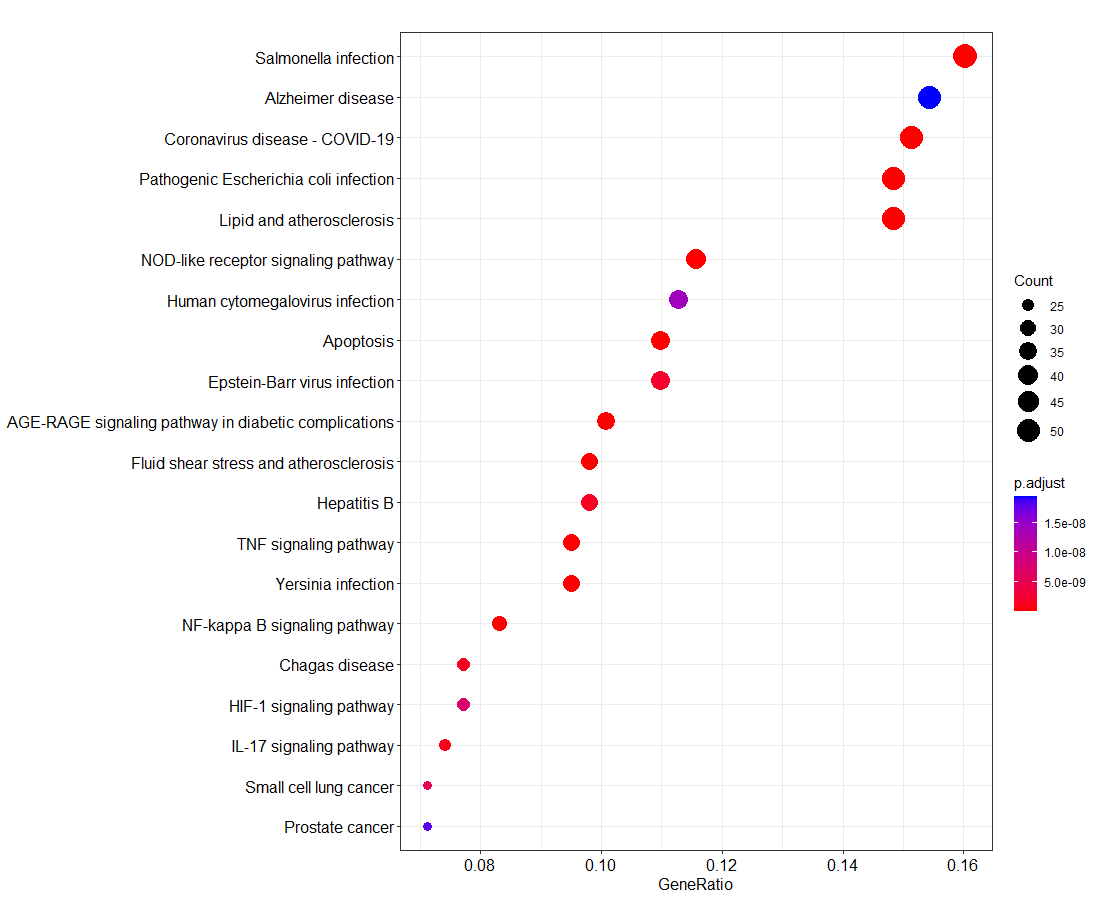 Salmonella infection
Alzheimer disease
Coronavirus disease - COVID-19
Pathogenic Escherichia coli infection
Lipid and atherosclerosis
NOD-like receptor signaling pathway
Human cytomegalovirus infection
Apoptosis
Epstein-Barr virus infection
AGE-RAGE signaling pathway in diabetic complications
Fluid shear stress and atherosclerosis
Hepatitis B
TNF signaling pathway
Yersinia infection
NF-kappa B signaling pathway
Chagas disease
HIF-1 signaling pathway
IL-17 signaling pathway
Small cell lung cancer
Prostate cancer
0.08 0.10 0.12 0.14 0.16
GeneRatio
Count
25
30
35
40
45
50
p.adjust
1.5e-08
1.0e-08
5.0e-09